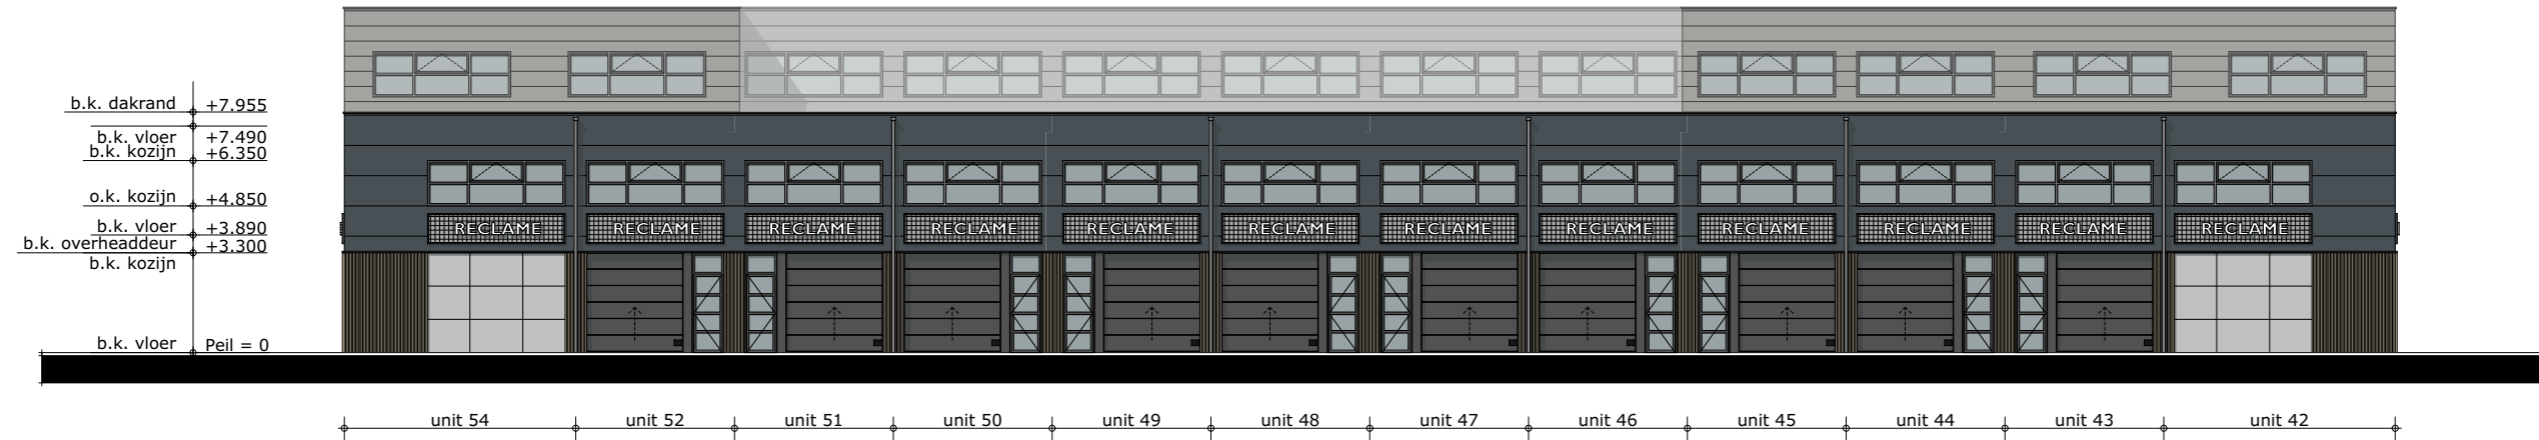 b.k. dakrand +7.955
b.k. vloer +7.490
b.k. kozijn +6.350
o.k. kozijn +4.850
b.k. vloer +3.890
b.k. overheaddeur +3.300
b.k. kozijn
b.k. vloer Peil = 0
RECLAME RECLAME RECLAME RECLAME RECLAME RECLAME RECLAME RECLAME RECLAME RECLAME RECLAME RECLAME
unit 54 unit 52 unit 51 unit 50 unit 49 unit 48 unit 47 unit 46 unit 45 unit 44 unit 43 unit 42